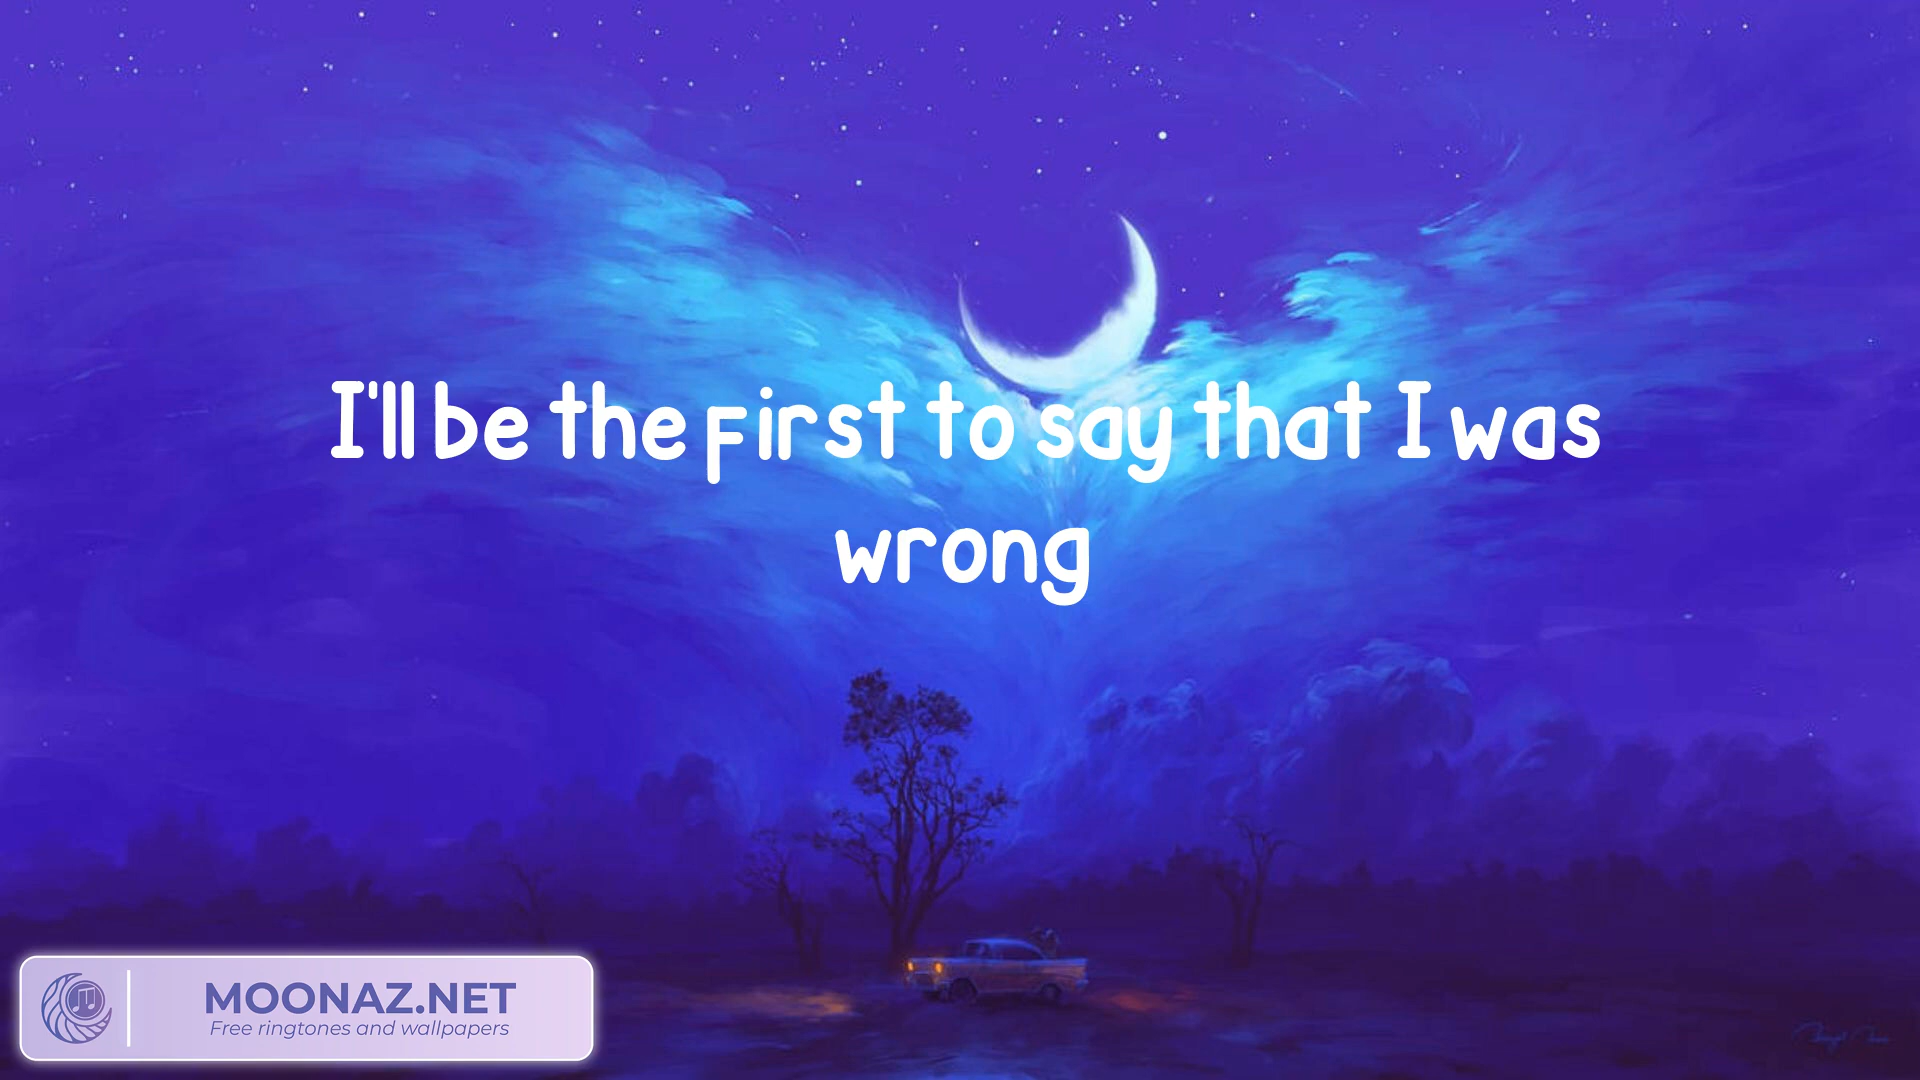 I'll be the first to say that I was
wrong
MOONAZ.NET
Free ringtones and wallpapers